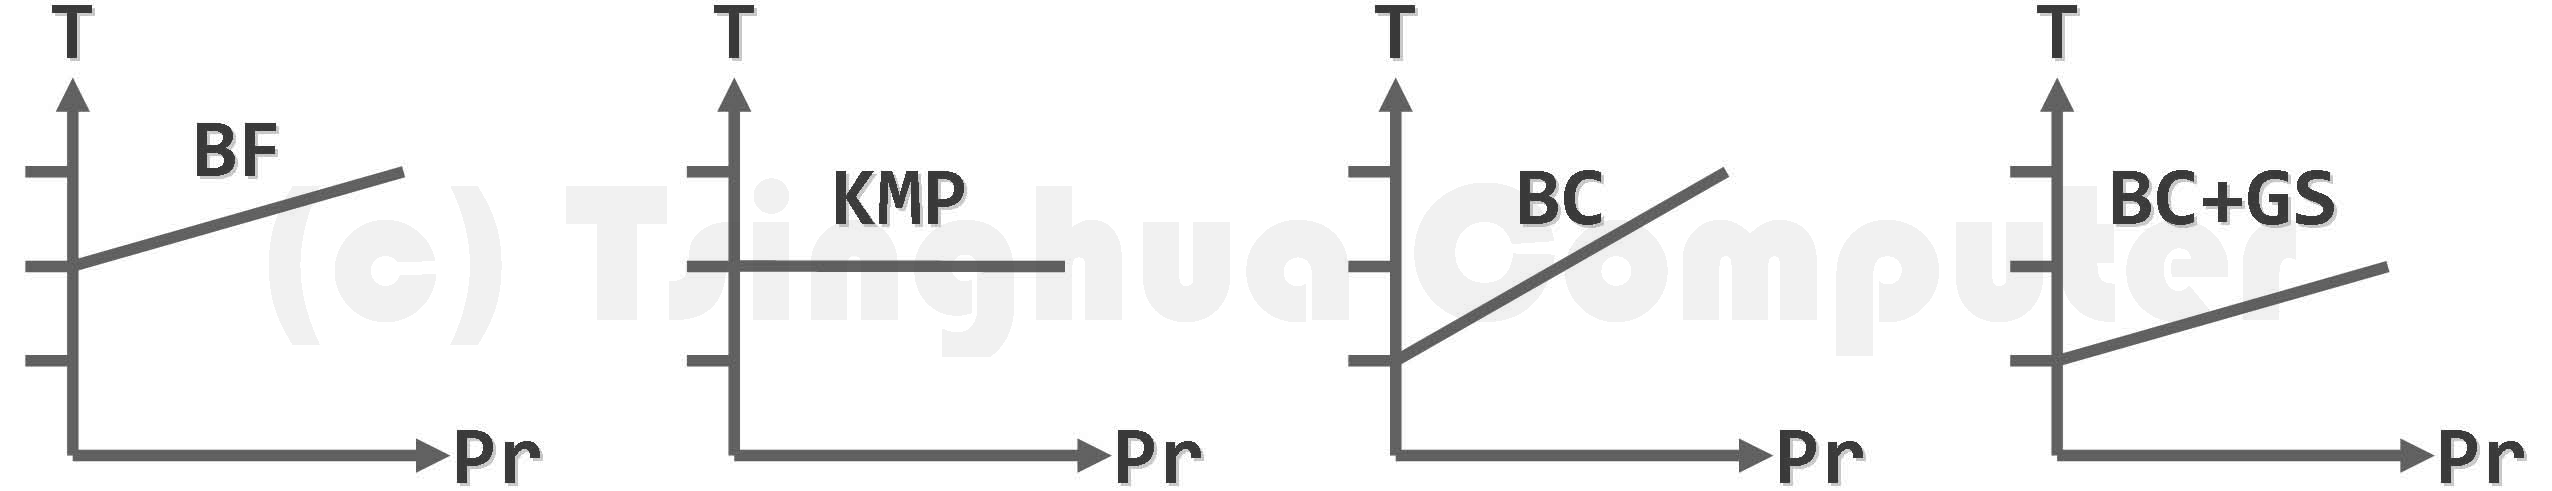 T T T T
BF KMP BC BC+GS
(c) Tsinghua Computer
Pr Pr Pr Pr